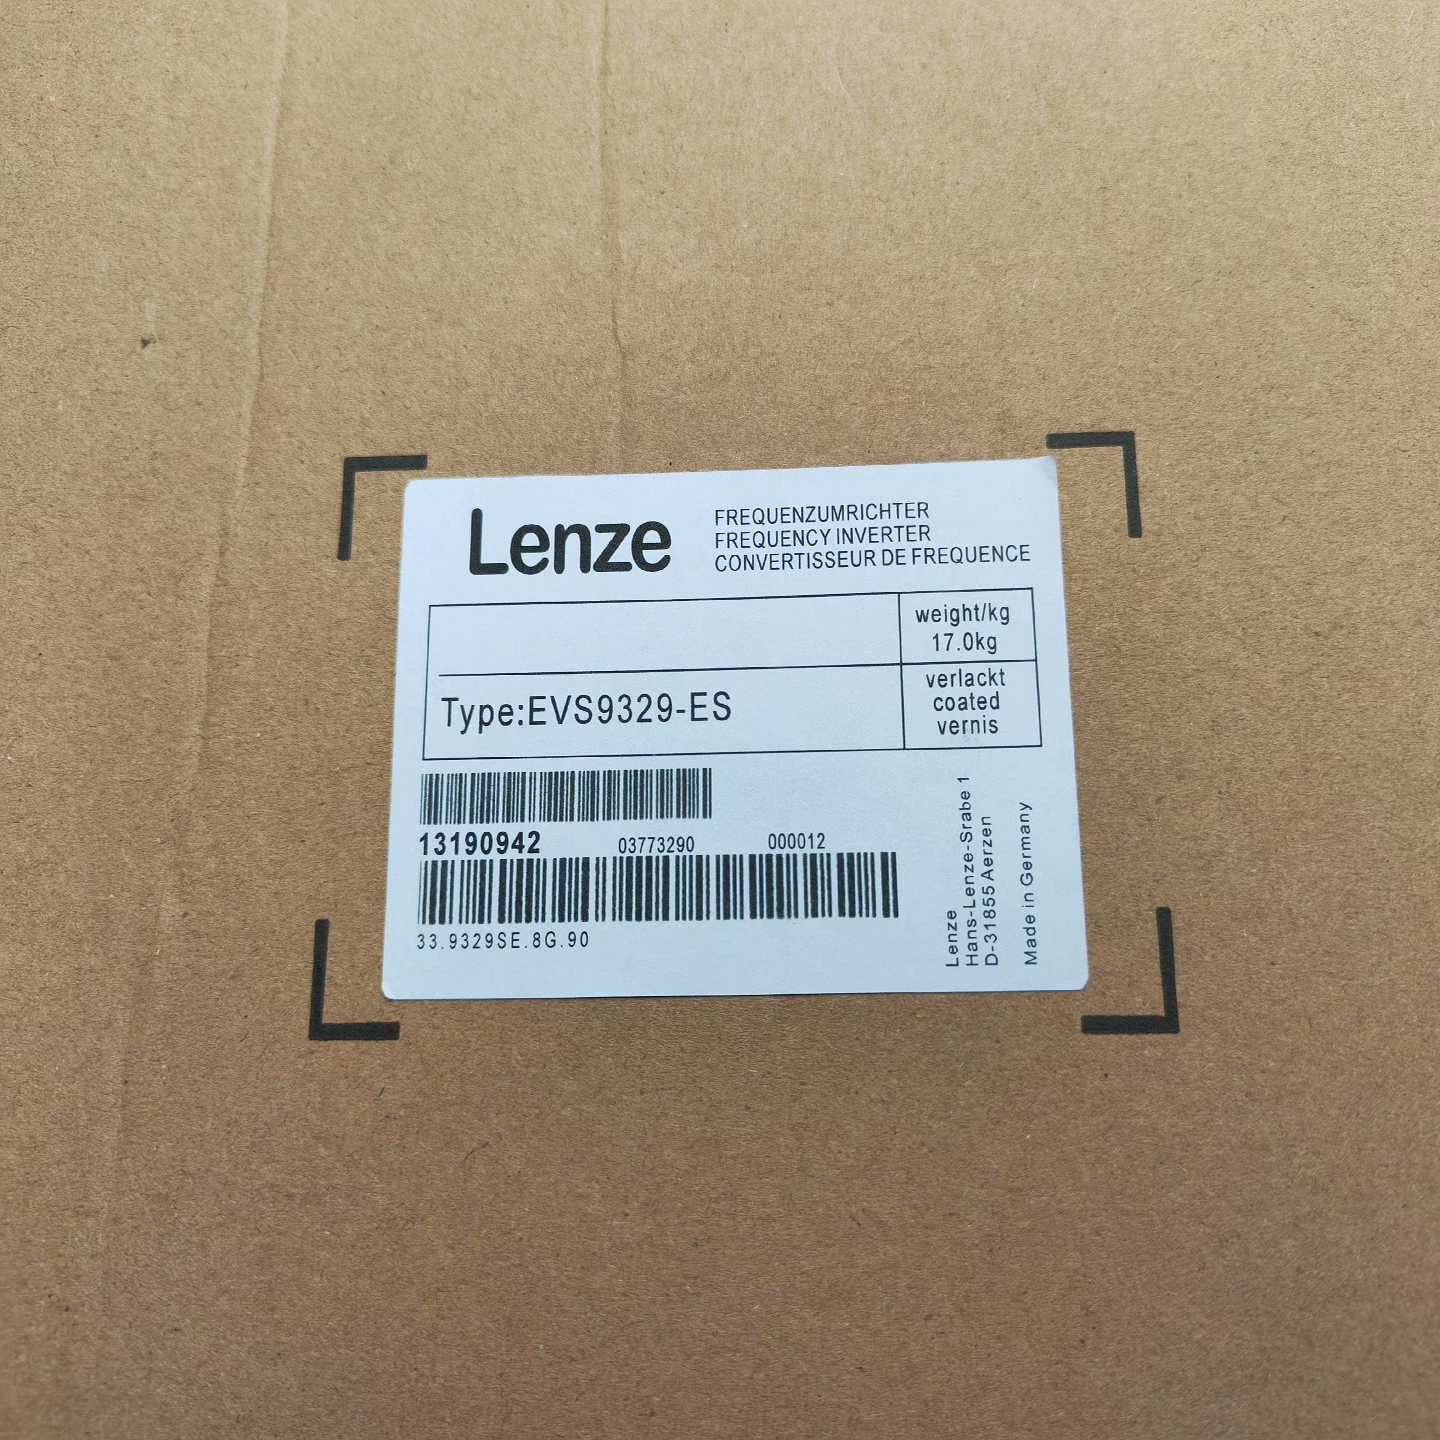 Lenze
FREQUENZUMRICHTER
FREQUENCY INVERTER
CONVERTISSEUR DE FREQUENCE
weight/kg
17.0kg
Type:EVS9329-ES
verlackt
coated
vernis
13190942 03773290 000012
33.9329SE.8G.90
Lenze
Hans-Lenze-Srabe 1
D-31855 Aerzen
Made in Germany